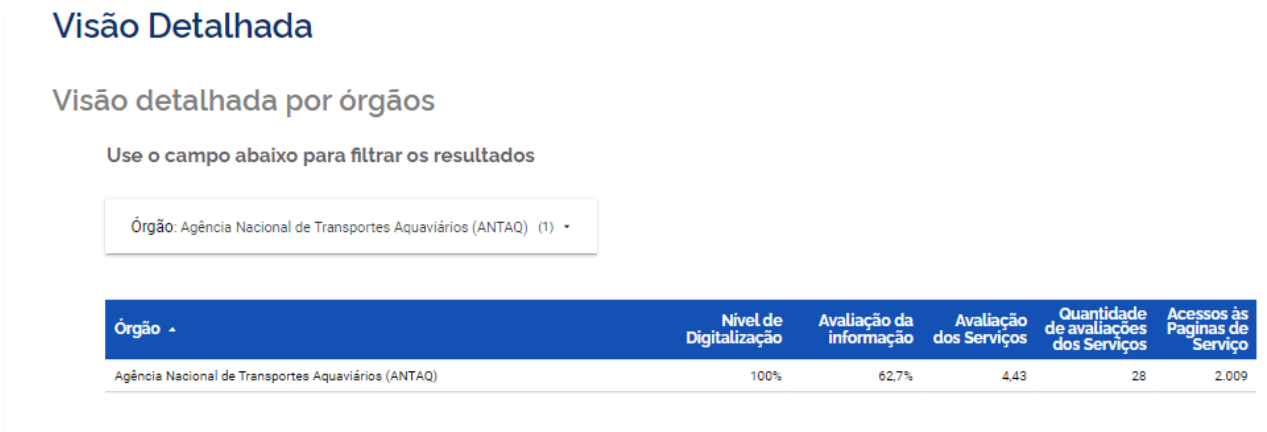 Visão Detalhada
Visão detalhada por órgãos
Use o campo abaixo para filtrar os resultados
Órgão: Agência Nacional de Transportes Aquaviários (ANTAQ) (1)
Órgão Nível de Digitalização Avaliação da informação Avaliação dos Serviços Quantidade de avaliações dos Serviços Acessos às Paginas de Serviço
Agência Nacional de Transportes Aquaviários (ANTAQ) 100% 62,7% 4,43 28 2.009